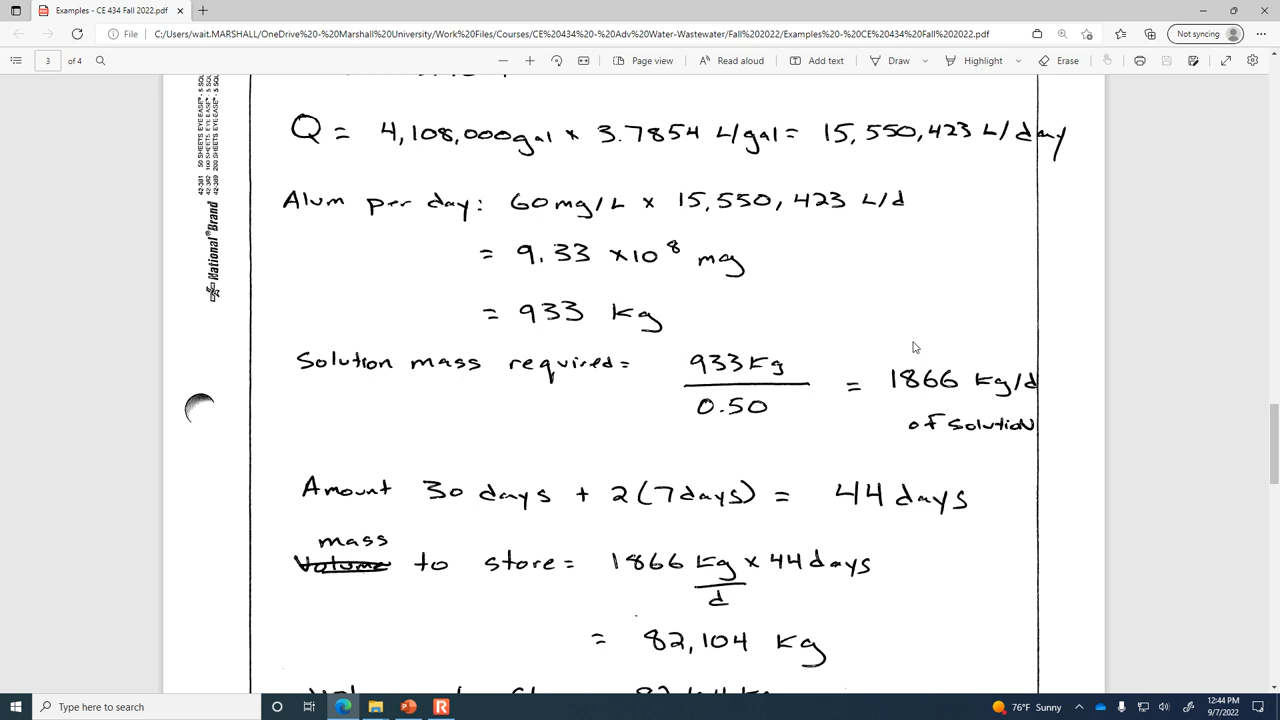 Examples - CE 434 Fall 2022.pdf
File C:/Users/wait.MARSHALL/OneDrive%20-%20Marshall%20University/Work%20Files/Courses/CE%20434%20-%20Adv%20Water-Wastewater/Fall%202022/Examples%20-%20CE%20434%20Fall%202022.pdf Not syncing
3 of 4 Page view Read aloud Add text Draw Highlight Erase
Q = 4,108,000gal × 3.7854 L/gal = 15,550,423 L/day
Alum per day: 60mg/L × 15,550,423 L/d
= 9.33 ×10⁸ mg
= 933 kg
Solution mass required = 933 Kg / 0.50 = 1866 kg/d
of solution
Amount 30 days + 2(7days) = 44 days
mass
Volume to store = 1866 kg/d × 44 days
= 82,104 kg
National® Brand
Type here to search
76°F Sunny
12:44 PM
9/7/2022